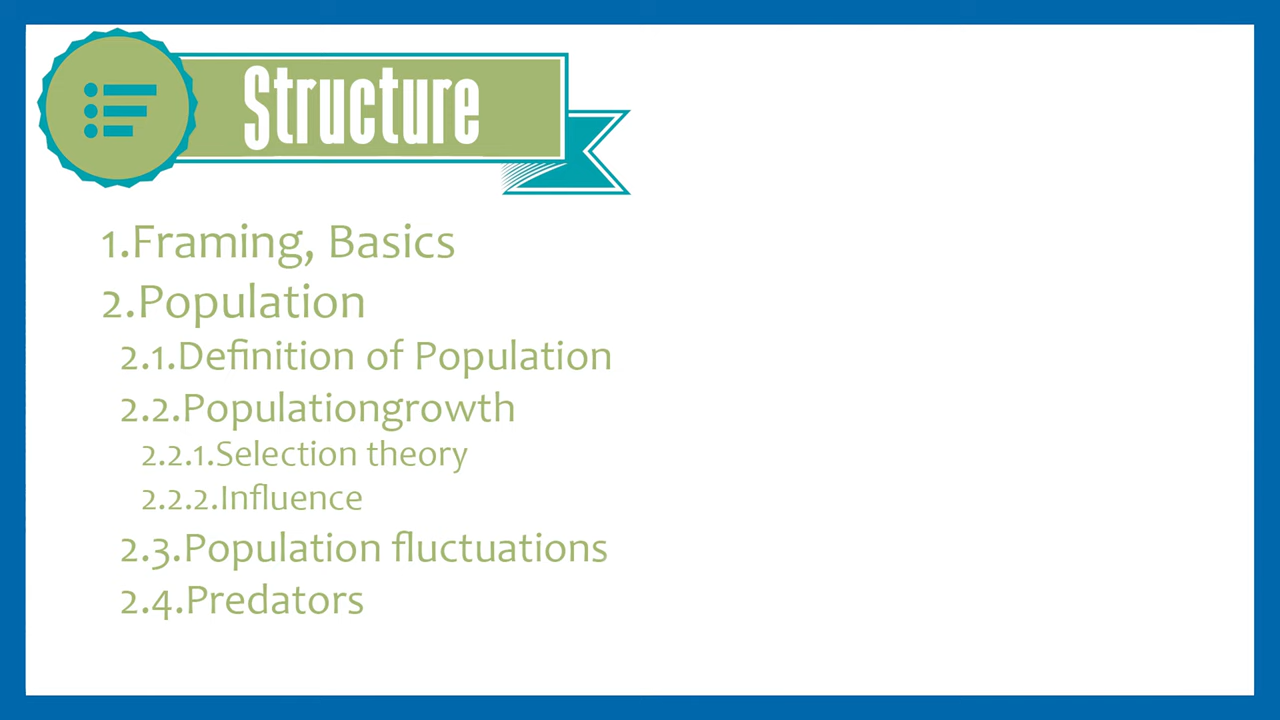 Structure
1.Framing, Basics
2.Population
2.1.Definition of Population
2.2.Populationgrowth
2.2.1.Selection theory
2.2.2.Influence
2.3.Population fluctuations
2.4.Predators